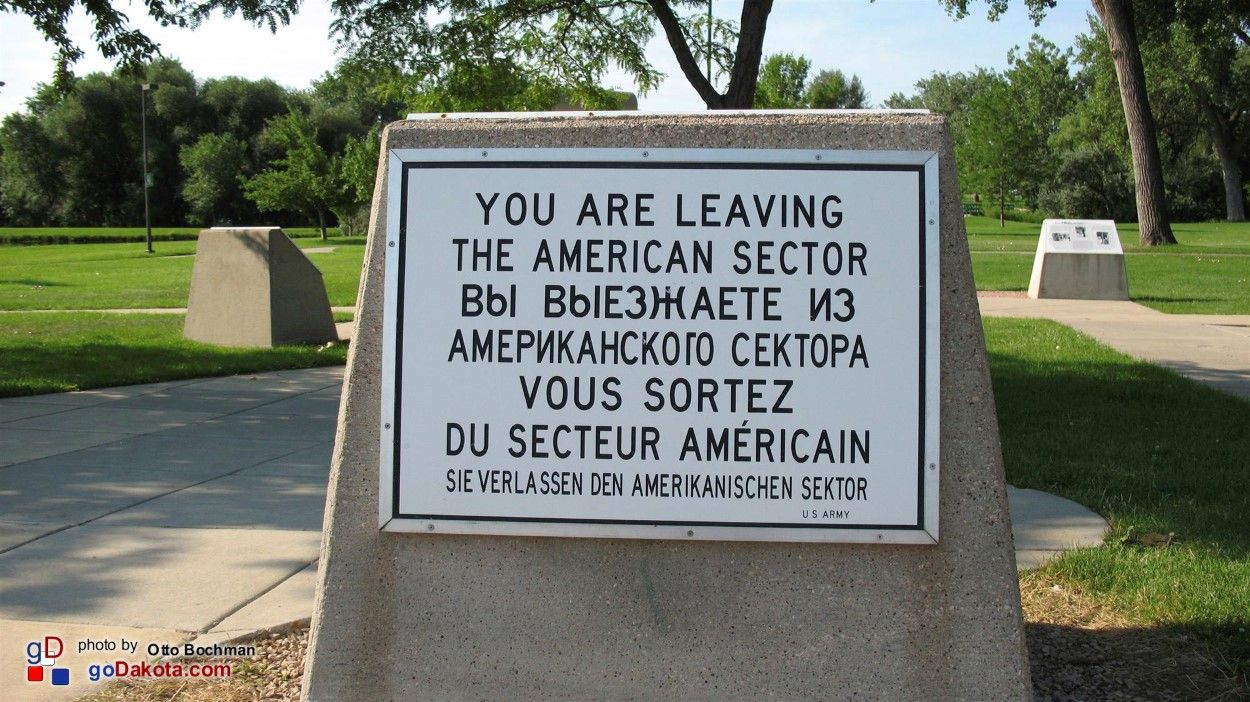 YOU ARE LEAVING
THE AMERICAN SECTOR
ВЫ ВЫЕЗЖАЕТЕ ИЗ
АМЕРИКАНСКОГО СЕКТОРА
VOUS SORTEZ
DU SECTEUR AMÉRICAIN
SIE VERLASSEN DEN AMERIKANISCHEN SEKTOR
US ARMY
gD photo by Otto Bochman
goDakota.com